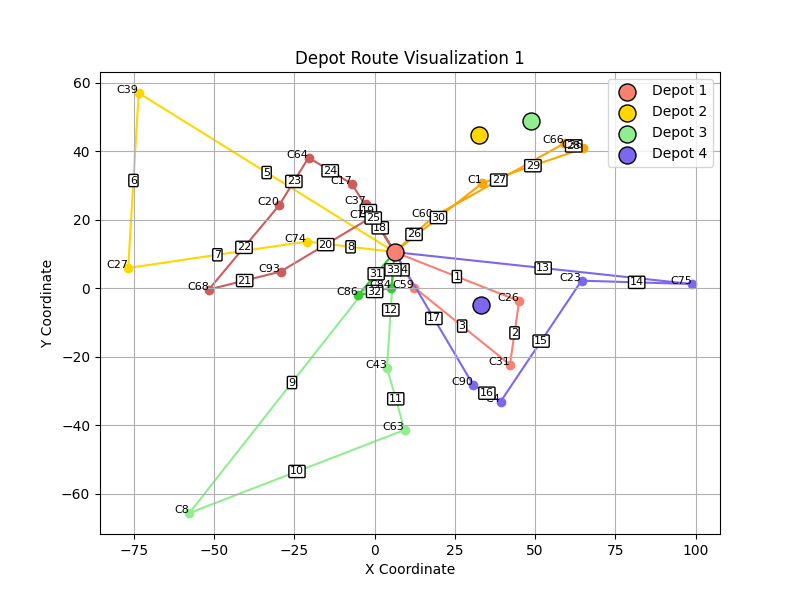 Depot Route Visualization 1
Depot 1
Depot 2
Depot 3
Depot 4
Y Coordinate
60
40
20
0
−20
−40
−60
−75
−50
−25
0
25
50
75
100
X Coordinate
C39
C64
C17
C20
C37
C74
C27
C93
C68
C66
C1
C60
C86
C84
C59
C26
C31
C23
C75
C90
C4
C43
C63
C8
1
2
3
5
6
7
8
9
10
11
12
13
14
15
16
17
18
19
20
21
22
23
24
25
26
27
28
29
30
31
32
33